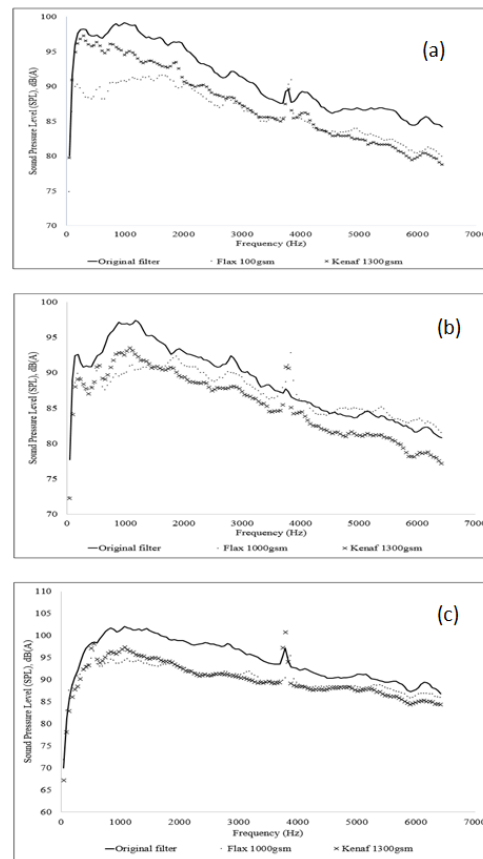 (a)
Sound Pressure Level (SPL), dB(A)
100
95
90
85
80
75
70
0 1000 2000 3000 4000 5000 6000 7000
Frequency (Hz)
Original filter Flax 100gsm Kenaf 1300gsm
(b)
Sound Pressure Level (SPL), dB(A)
100
95
90
85
80
75
70
0 1000 2000 3000 4000 5000 6000 7000
Frequency (Hz)
Original filter Flax 1000gsm Kenaf 1300gsm
(c)
Sound Pressure Level (SPL), dB(A)
110
105
100
95
90
85
80
75
70
65
60
0 1000 2000 3000 4000 5000 6000 7000
Frequency (Hz)
Original filter Flax 1000gsm Kenaf 1300gsm